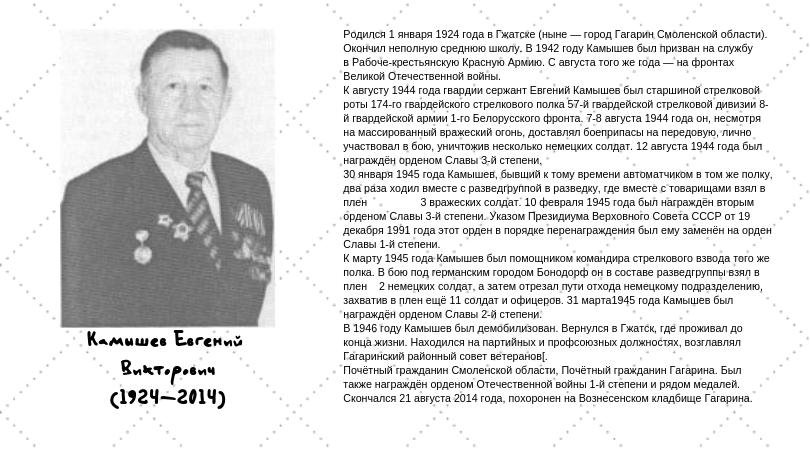 Камышев Евгений
Викторович
(1924—2014)
Родился 1 января 1924 года в Гжатске (ныне — город Гагарин Смоленской области).
Окончил неполную среднюю школу. В 1942 году Камышев был призван на службу
в Рабоче-крестьянскую Красную Армию. С августа того же года — на фронтах
Великой Отечественной войны.
К августу 1944 года гвардии сержант Евгений Камышев был старшиной стрелковой
роты 174-го гвардейского стрелкового полка 57-й гвардейской стрелковой дивизии 8-
й гвардейской армии 1-го Белорусского фронта. 7-8 августа 1944 года он, несмотря
на массированный вражеский огонь, доставлял боеприпасы на передовую, лично
участвовал в бою, уничтожив несколько немецких солдат. 12 августа 1944 года был
награждён орденом Славы 3-й степени.
30 января 1945 года Камышев, бывший к тому времени автоматчиком в том же полку,
два раза ходил вместе с разведгруппой в разведку, где вместе с товарищами взял в
плен 3 вражеских солдат. 10 февраля 1945 года был награждён вторым
орденом Славы 3-й степени. Указом Президиума Верховного Совета СССР от 19
декабря 1991 года этот орден в порядке перенаграждения был ему заменён на орден
Славы 1-й степени.
К марту 1945 года Камышев был помощником командира стрелкового взвода того же
полка. В бою под германским городом Бонодорф он в составе разведгруппы взял в
плен 2 немецких солдат, а затем отрезал пути отхода немецкому подразделению,
захватив в плен ещё 11 солдат и офицеров. 31 марта1945 года Камышев был
награждён орденом Славы 2-й степени.
В 1946 году Камышев был демобилизован. Вернулся в Гжатск, где проживал до
конца жизни. Находился на партийных и профсоюзных должностях, возглавлял
Гагаринский районный совет ветеранов[.
Почётный гражданин Смоленской области, Почётный гражданин Гагарина. Был
также награждён орденом Отечественной войны 1-й степени и рядом медалей.
Скончался 21 августа 2014 года, похоронен на Вознесенском кладбище Гагарина.